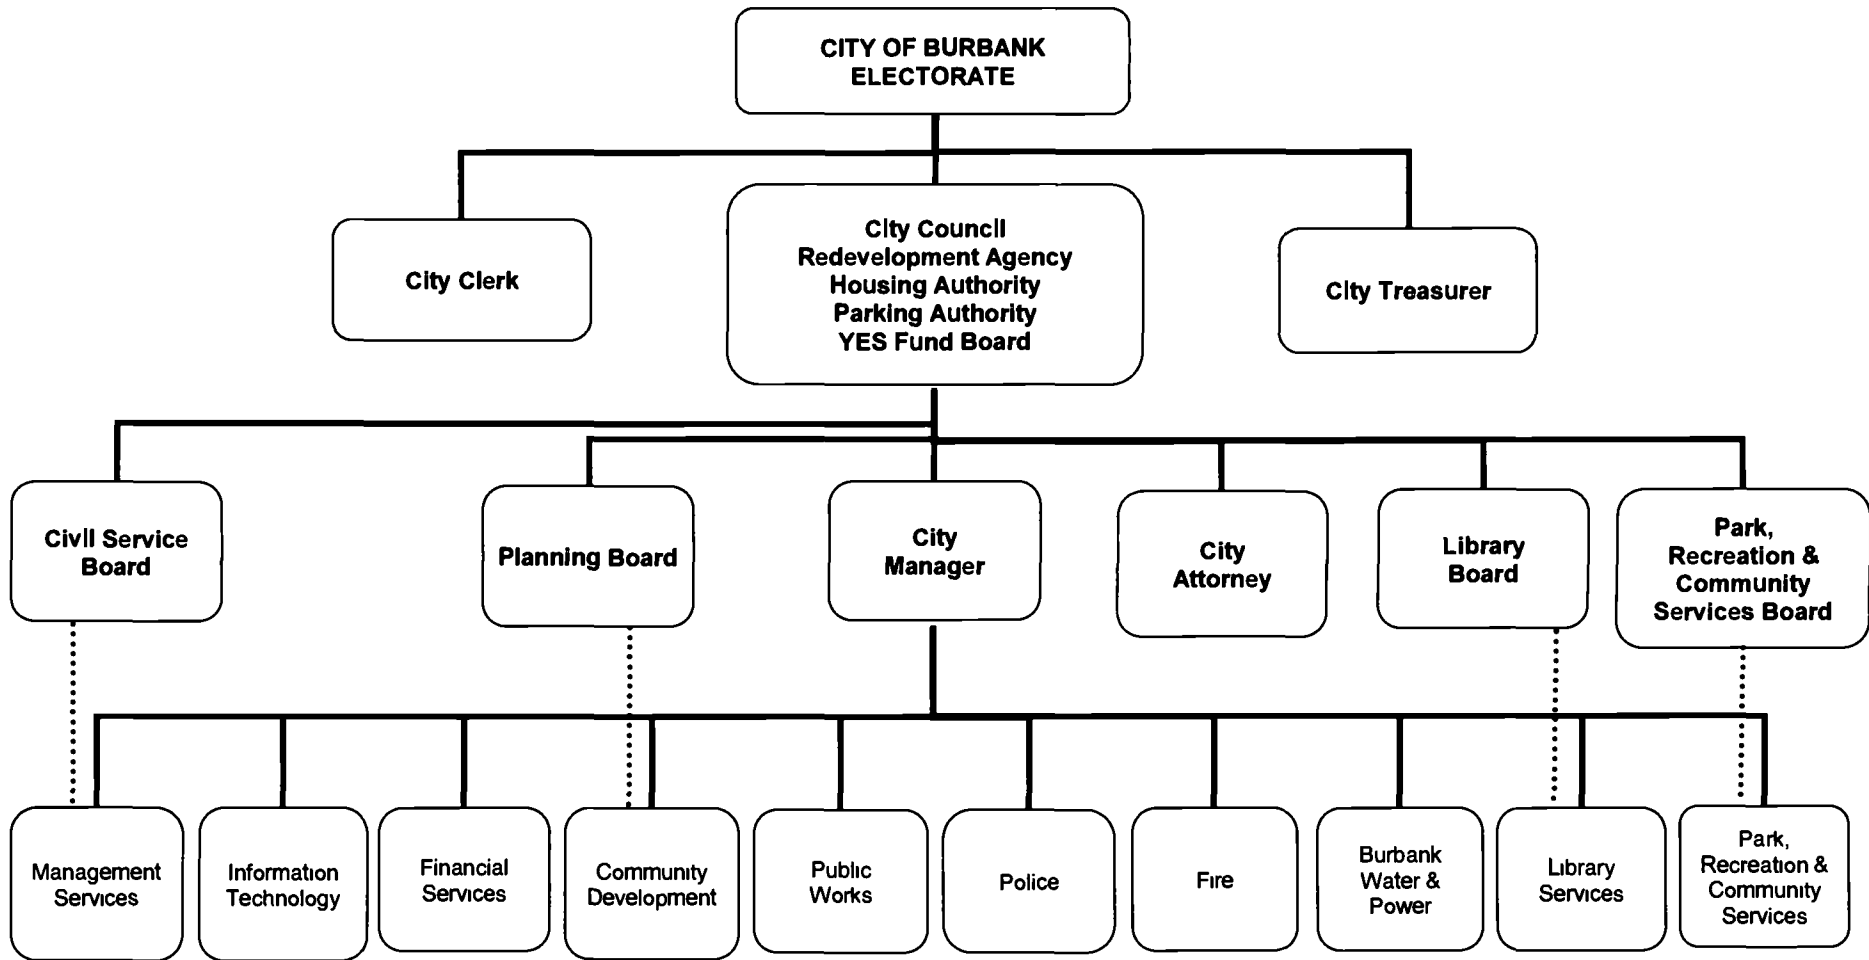 CITY OF BURBANK
ELECTORATE
City Clerk
City Council
Redevelopment Agency
Housing Authority
Parking Authority
YES Fund Board
City Treasurer
Civil Service
Board
Planning Board
City
Manager
City
Attorney
Library
Board
Park,
Recreation &
Community
Services Board
Management
Services
Information
Technology
Financial
Services
Community
Development
Public
Works
Police
Fire
Burbank
Water &
Power
Library
Services
Park,
Recreation &
Community
Services